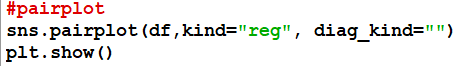 #pairplot
sns.pairplot(df,kind="reg", diag_kind="")
plt.show()